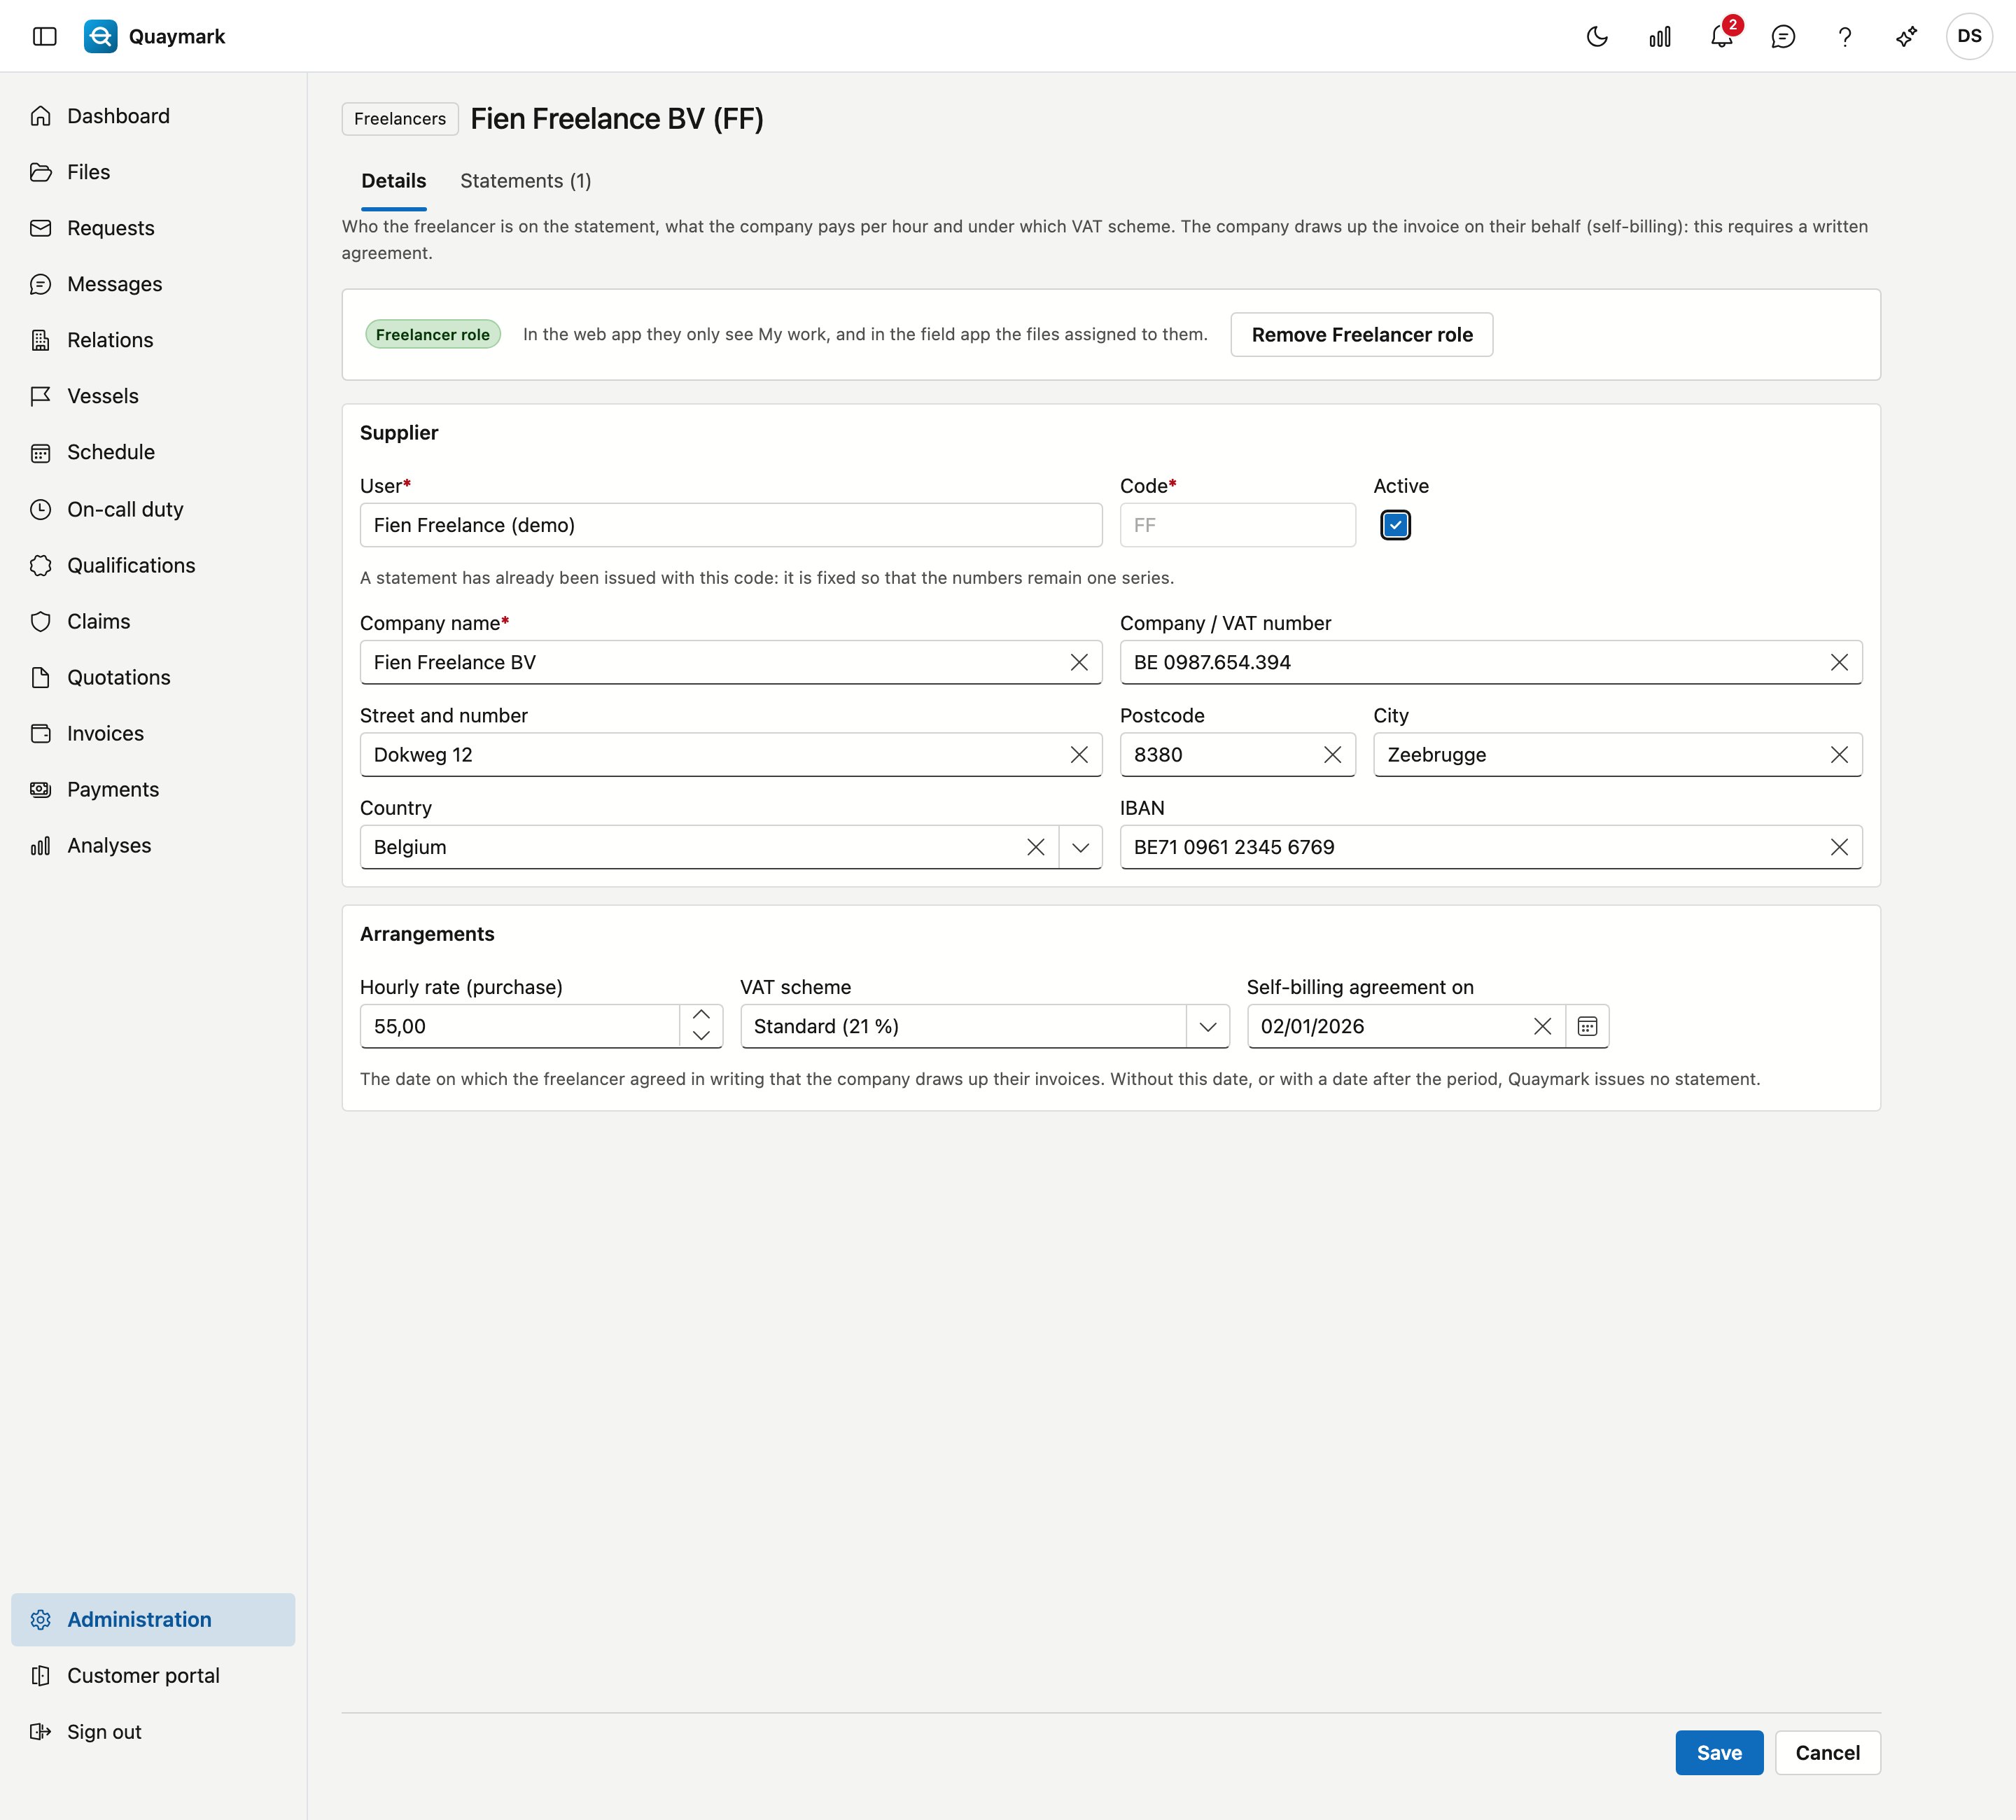 Quaymark
2
DS
Dashboard
Files
Requests
Messages
Relations
Vessels
Schedule
On-call duty
Qualifications
Claims
Quotations
Invoices
Payments
Analyses
Administration
Customer portal
Sign out
Freelancers Fien Freelance BV (FF)
Details Statements (1)
Who the freelancer is on the statement, what the company pays per hour and under which VAT scheme. The company draws up the invoice on their behalf (self-billing): this requires a written
agreement.
Freelancer role In the web app they only see My work, and in the field app the files assigned to them. Remove Freelancer role
Supplier
User* Code* Active
Fien Freelance (demo) FF
A statement has already been issued with this code: it is fixed so that the numbers remain one series.
Company name* Company / VAT number
Fien Freelance BV BE 0987.654.394
Street and number Postcode City
Dokweg 12 8380 Zeebrugge
Country IBAN
Belgium BE71 0961 2345 6769
Arrangements
Hourly rate (purchase) VAT scheme Self-billing agreement on
55,00 Standard (21 %) 02/01/2026
The date on which the freelancer agreed in writing that the company draws up their invoices. Without this date, or with a date after the period, Quaymark issues no statement.
Save Cancel